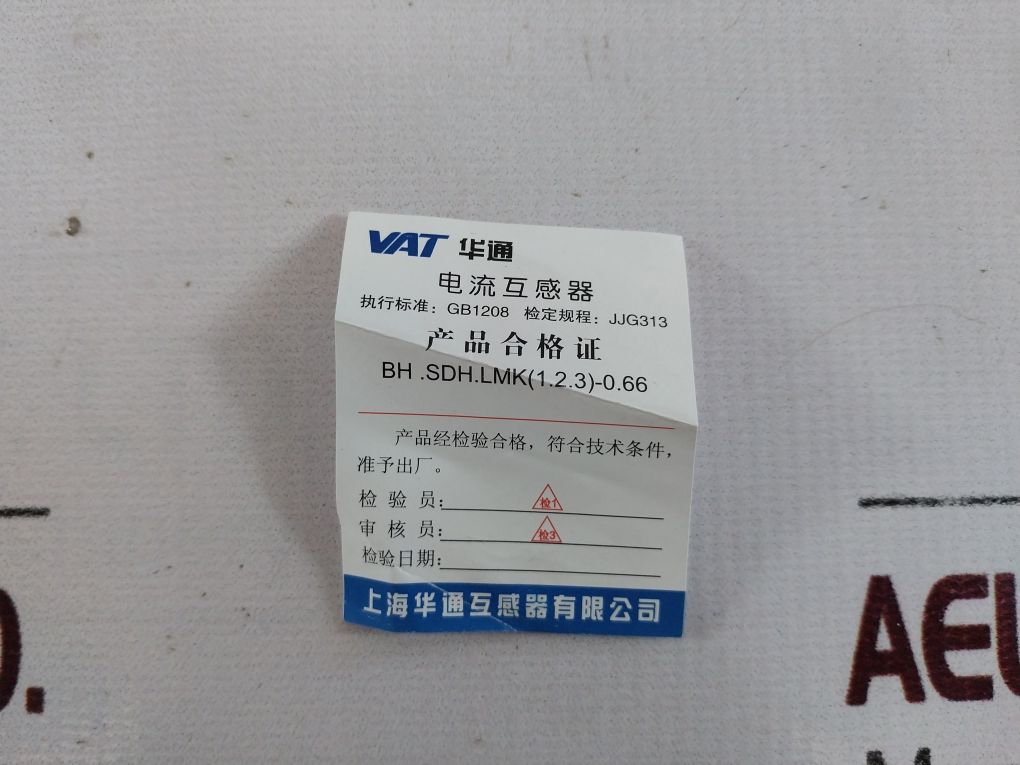 VAT 华通
电流互感器
执行标准：GB1208 检定规程：JJG313
产品合格证
BH .SDH.LMK(1.2.3)-0.66
产品经检验合格，符合技术条件，
准予出厂。
检 验 员： 检1
审 核 员： 检3
检验日期：
上海华通互感器有限公司
AEU